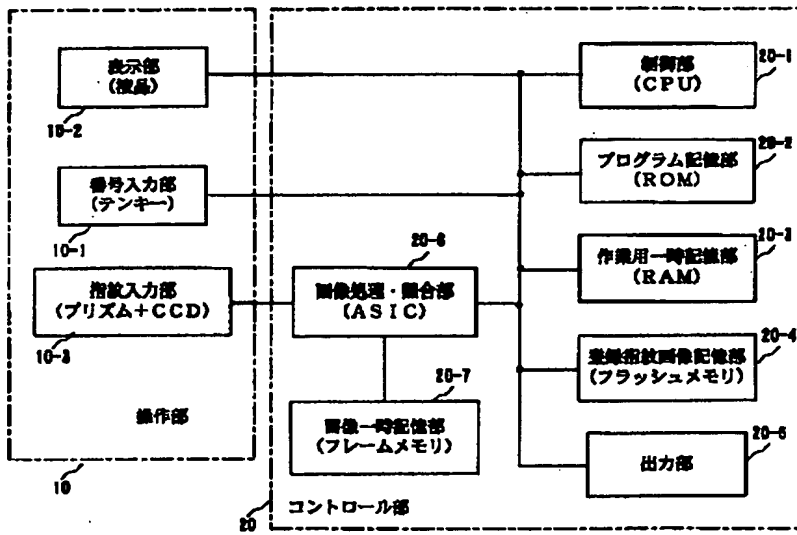 表示部
(液晶)
10-2
番号入力部
(テンキー)
10-1
指紋入力部
(プリズム+CCD)
10-3
操作部
10
制御部
(CPU)
20-1
プログラム記憶部
(ROM)
20-2
作業用一時記憶部
(RAM)
20-3
登録指紋画像記憶部
(フラッシュメモリ)
20-4
出力部
20-5
画像処理・照合部
(ASIC)
20-6
画像一時記憶部
(フレームメモリ)
20-7
コントロール部
20